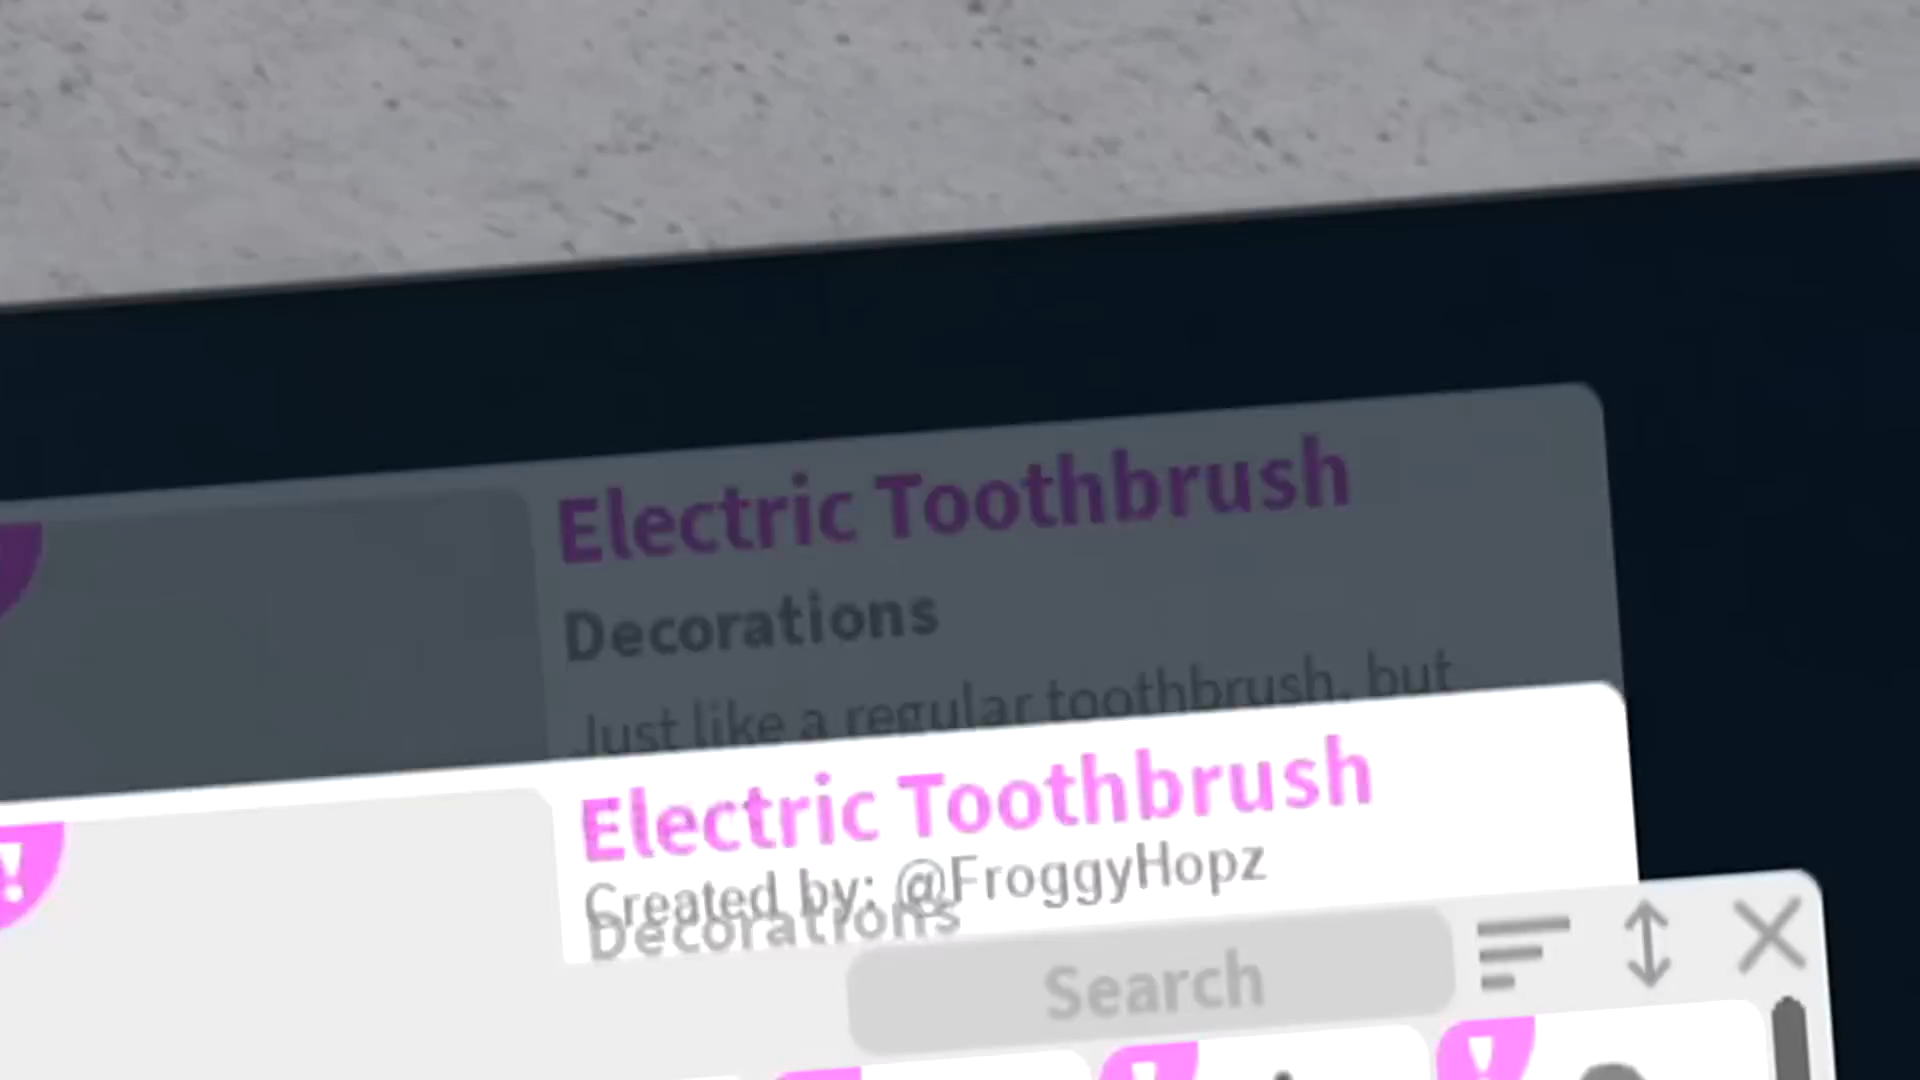 Electric Toothbrush
Decorations
Just like a regular toothbrush, but
Electric Toothbrush
Created by: @FroggyHopz
Decorations
Search
!
!
!